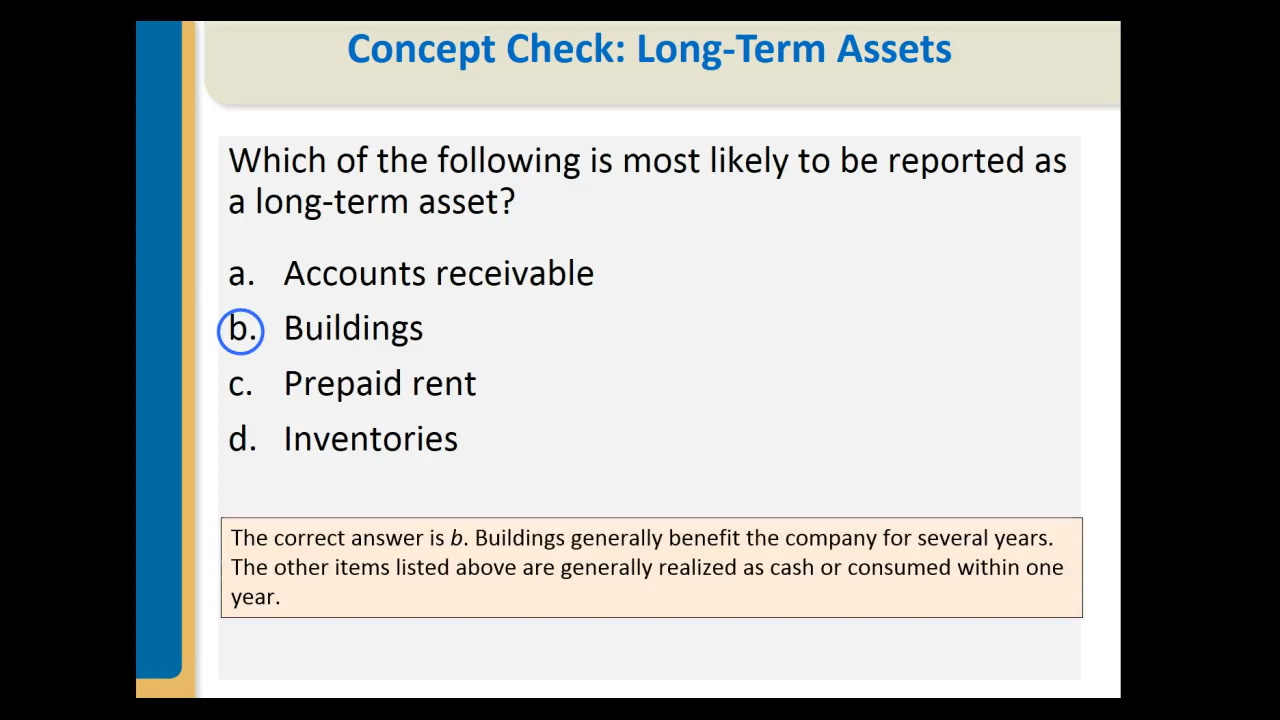 Concept Check: Long-Term Assets
Which of the following is most likely to be reported as
a long-term asset?
a. Accounts receivable
b. Buildings
c. Prepaid rent
d. Inventories
The correct answer is b. Buildings generally benefit the company for several years.
The other items listed above are generally realized as cash or consumed within one
year.